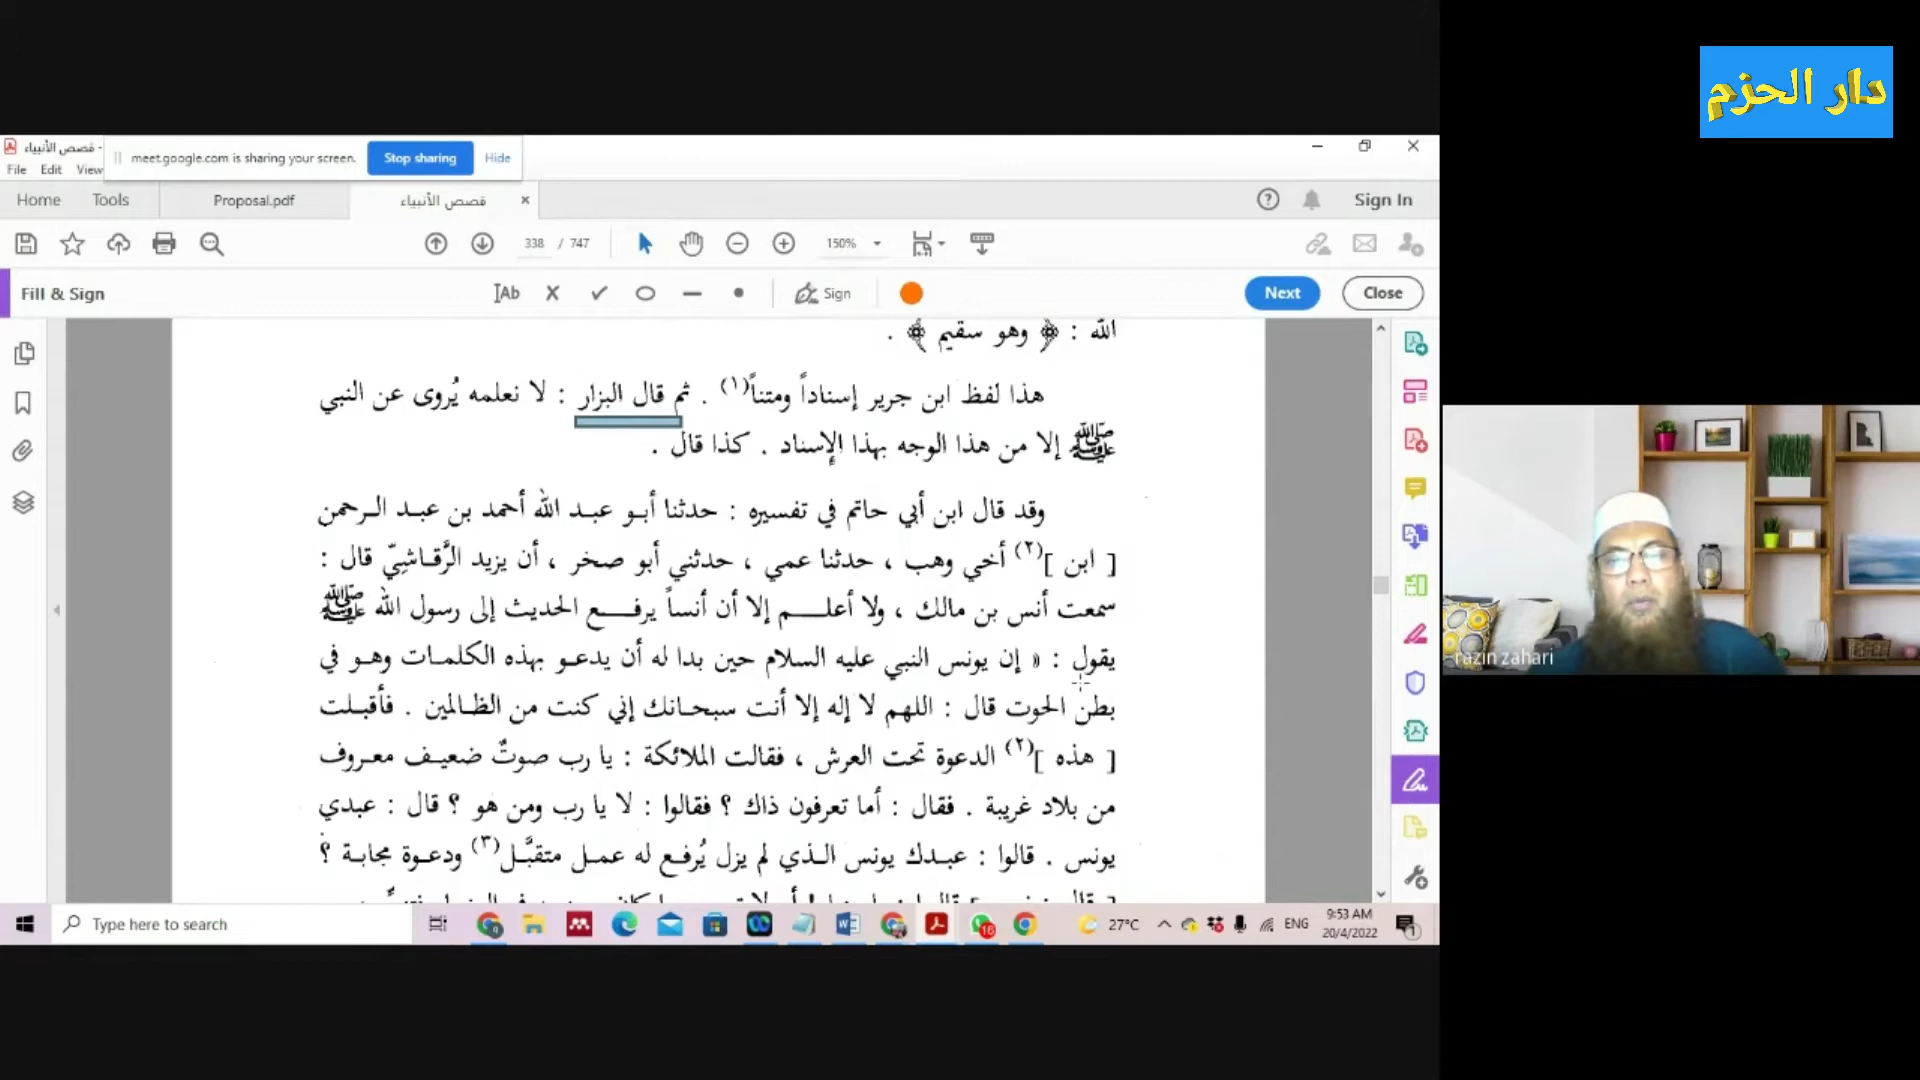 دار الحزم
قصص الأنبياء -
meet.google.com is sharing your screen.
Stop sharing
Hide
File Edit View
Home Tools Proposal.pdf قصص الأنبياء Sign In
338 / 747 150%
Fill & Sign
Ab Sign Next Close
الله : ﴿ وهو سقيم ﴾ .
هذا لفظ ابن جرير إسناداً ومتناً(١) . ثم قال البزار : لا نعلمه يُروى عن النبي
ﷺ إلا من هذا الوجه بهذا الإسناد . كذا قال .
وقد قال ابن أبي حاتم في تفسيره : حدثنا أبو عبد الله أحمد بن عبد الرحمن
[ ابن ](٢) أخي وهب ، حدثنا عمي ، حدثني أبو صخر ، أن يزيد الرَّقاشِيّ قال :
سمعت أنس بن مالك ، ولا أعلم إلا أن أنساً يرفع الحديث إلى رسول الله ﷺ
يقول : « إن يونس النبي عليه السلام حين بدا له أن يدعو بهذه الكلمات وهو في
بطن الحوت قال : اللهم لا إله إلا أنت سبحانك إني كنت من الظالمين . فأقبلت
[ هذه ](٢) الدعوة تحت العرش ، فقالت الملائكة : يا رب صوتٌ ضعيف معروف
من بلاد غريبة . فقال : أما تعرفون ذاك ؟ فقالوا : لا يا رب ومن هو ؟ قال : عبدي
يونس . قالوا : عبدك يونس الذي لم يزل يُرفع له عمل متقبَّل(٣) ودعوة مجابة ؟
razin zahari
Type here to search
16
27°C
ENG
9:53 AM
20/4/2022
1